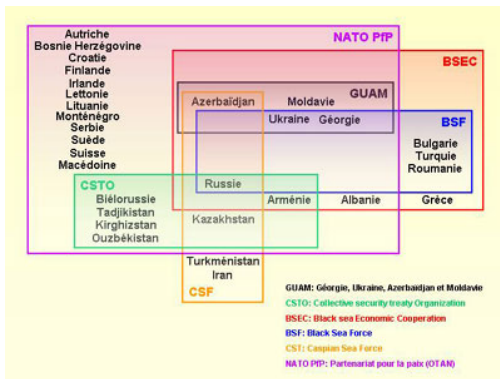 Autriche
Bosnie Herzégovine
Croatie
Finlande
Irlande
Lettonie
Lituanie
Monténègro
Serbie
Suède
Suisse
Macédoine
NATO PfP
BSEC
GUAM
Azerbaïdjan Moldavie
Ukraine Géorgie
BSF
Bulgarie
Turquie
Roumanie
CSTO
Russie
Biélorussie
Tadjikistan
Kirghizstan
Ouzbékistan
Arménie Albanie Grèce
Kazakhstan
Turkménistan
Iran
CSF
GUAM: Géorgie, Ukraine, Azerbaïdjan et Moldavie
CSTO: Collective security treaty Organization
BSEC: Black sea Economic Cooperation
BSF: Black Sea Force
CST: Caspian Sea Force
NATO PfP: Partenariat pour la paix (OTAN)